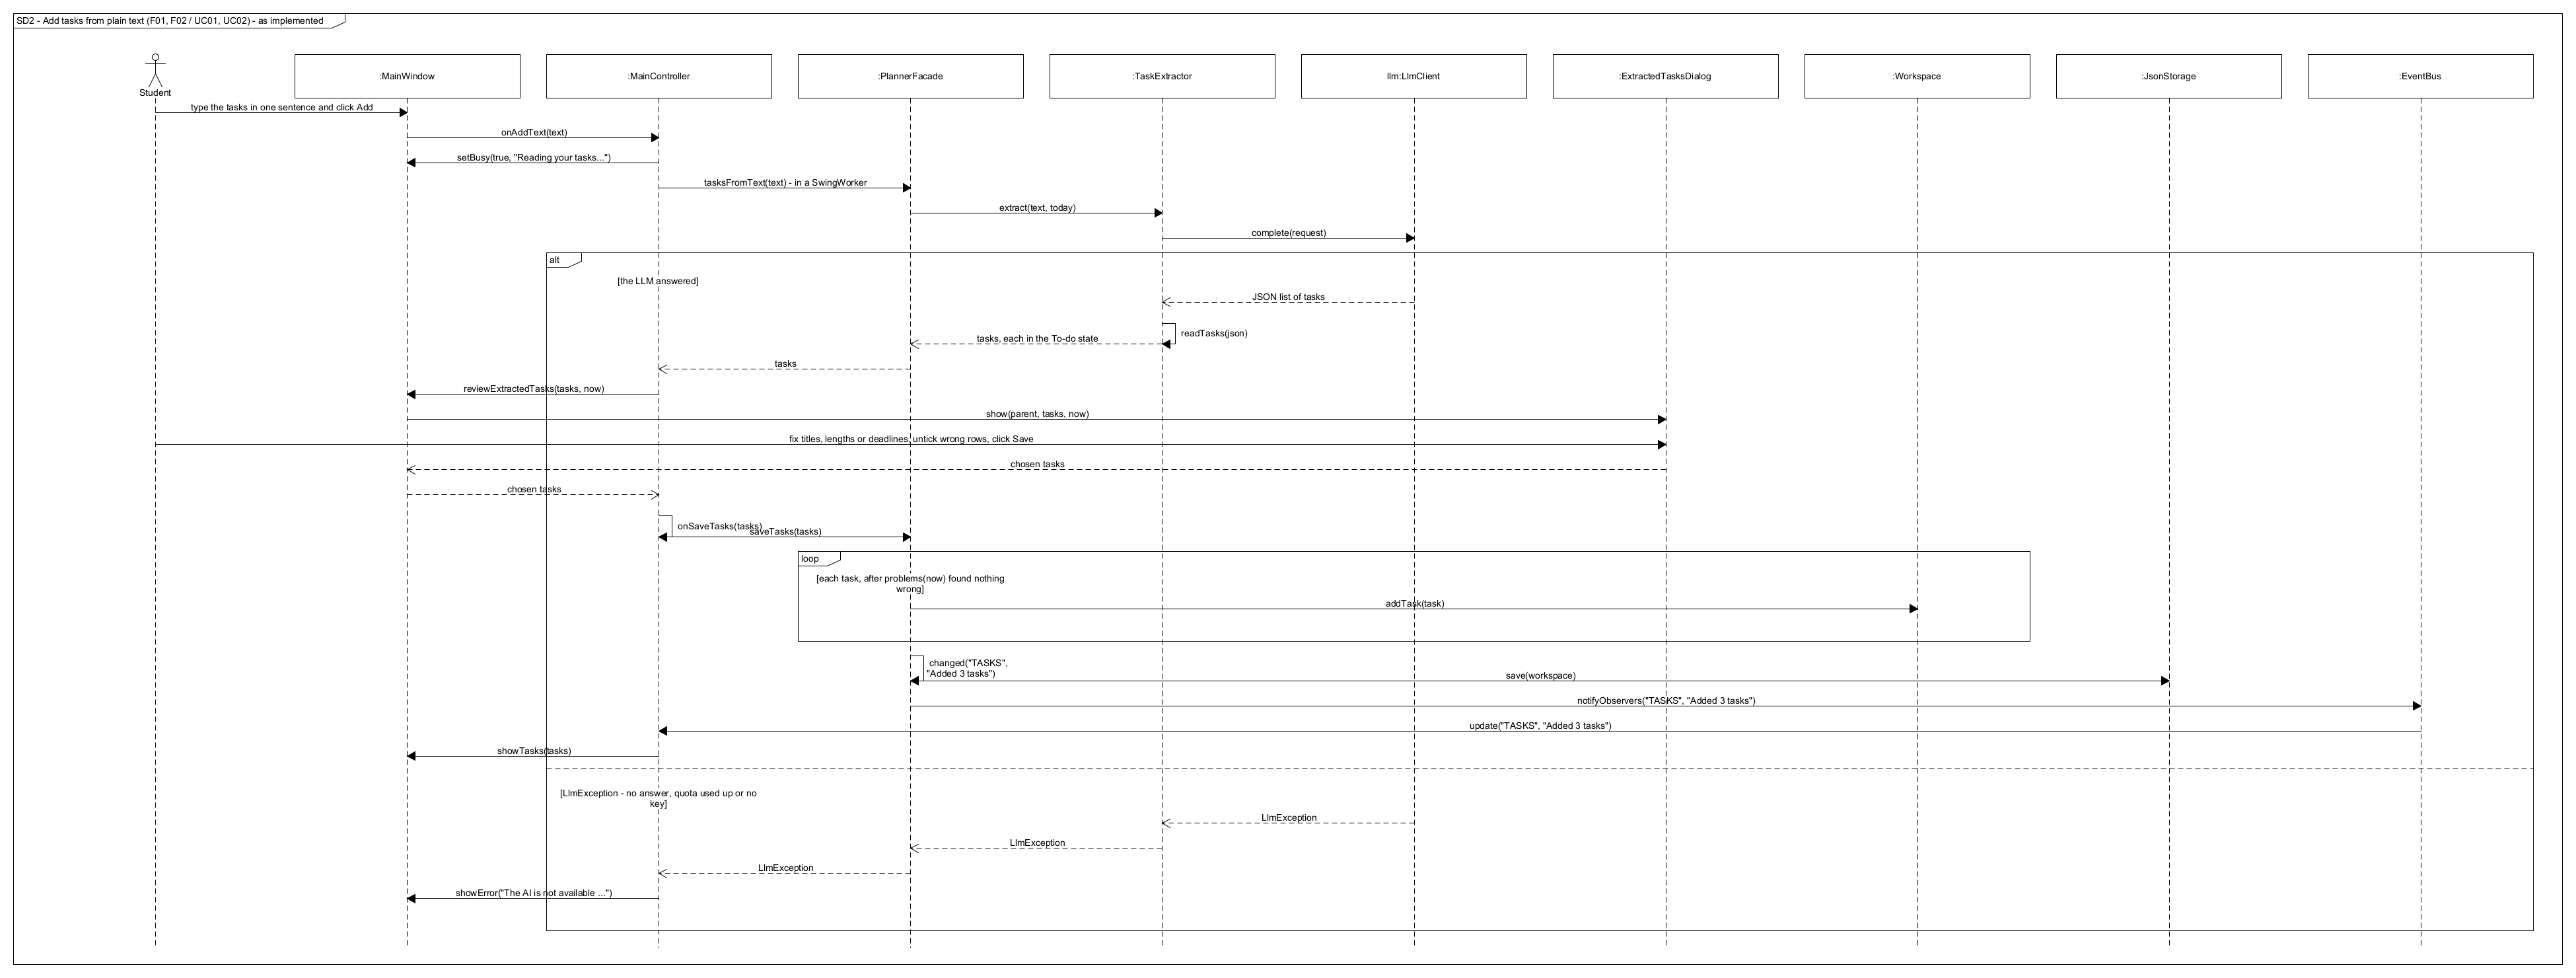 SD2 - Add tasks from plain text (F01, F02 / UC01, UC02) - as implemented
Student
:MainWindow
:MainController
:PlannerFacade
:TaskExtractor
llm:LlmClient
:ExtractedTasksDialog
:Workspace
:JsonStorage
:EventBus
type the tasks in one sentence and click Add
onAddText(text)
setBusy(true, "Reading your tasks...")
tasksFromText(text) - in a SwingWorker
extract(text, today)
complete(request)
alt
[the LLM answered]
JSON list of tasks
readTasks(json)
tasks, each in the To-do state
tasks
reviewExtractedTasks(tasks, now)
show(parent, tasks, now)
fix titles, lengths or deadlines, untick wrong rows, click Save
chosen tasks
chosen tasks
onSaveTasks(tasks)
saveTasks(tasks)
loop
[each task, after problems(now) found nothing
wrong]
addTask(task)
changed("TASKS",
"Added 3 tasks")
save(workspace)
notifyObservers("TASKS", "Added 3 tasks")
update("TASKS", "Added 3 tasks")
showTasks(tasks)
[LlmException - no answer, quota used up or no
key]
LlmException
LlmException
LlmException
showError("The AI is not available ...")